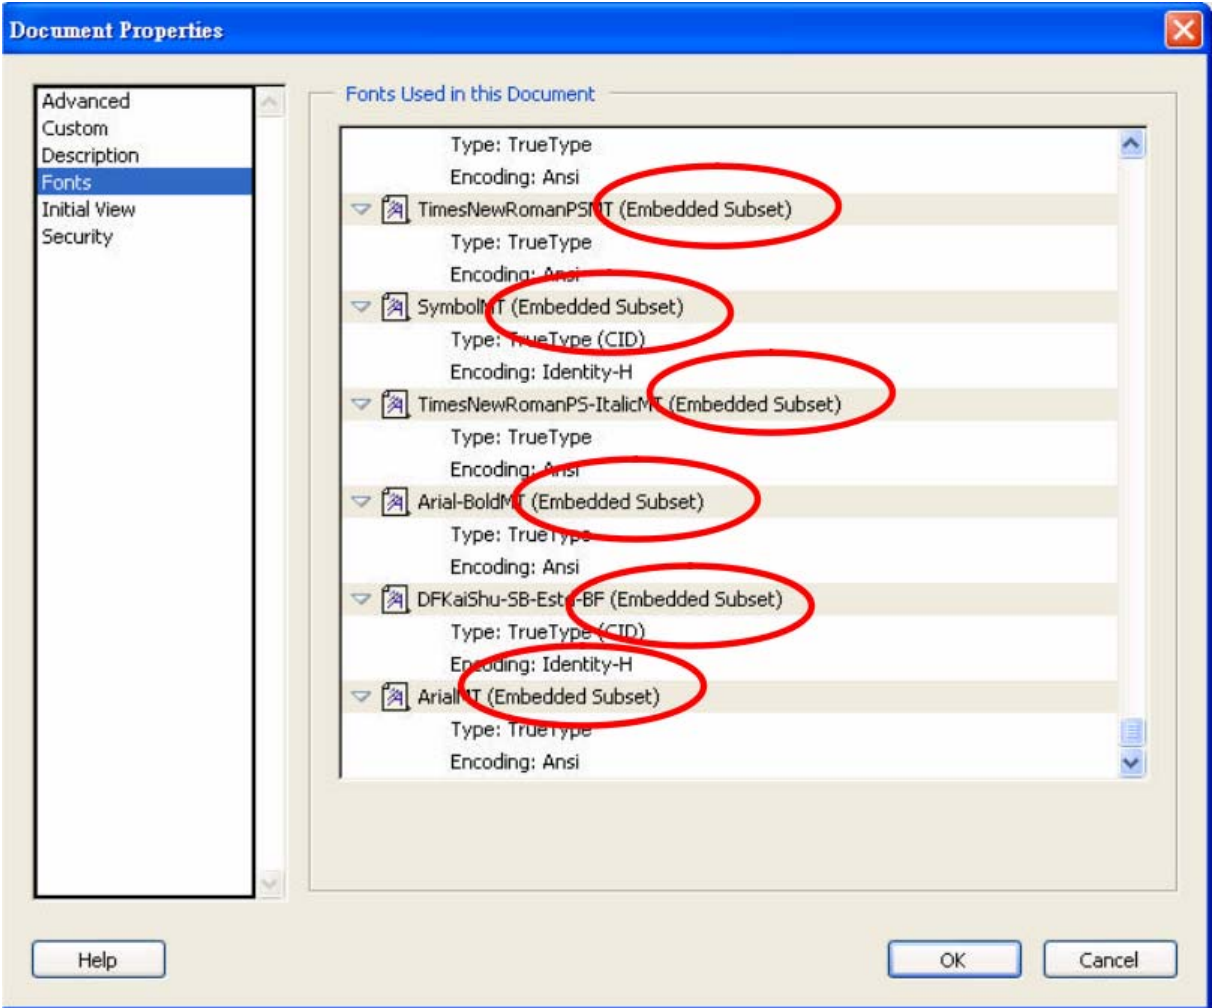 Document Properties
Advanced
Custom
Description
Fonts
Initial View
Security
Fonts Used in this Document
Type: TrueType
Encoding: Ansi
TimesNewRomanPSMT (Embedded Subset)
Type: TrueType
Encoding: Ansi
SymbolMT (Embedded Subset)
Type: TrueType (CID)
Encoding: Identity-H
TimesNewRomanPS-ItalicMT (Embedded Subset)
Type: TrueType
Encoding: Ansi
Arial-BoldMT (Embedded Subset)
Type: TrueType
Encoding: Ansi
DFKaiShu-SB-Estd-BF (Embedded Subset)
Type: TrueType (CID)
Encoding: Identity-H
ArialMT (Embedded Subset)
Type: TrueType
Encoding: Ansi
Help
OK
Cancel